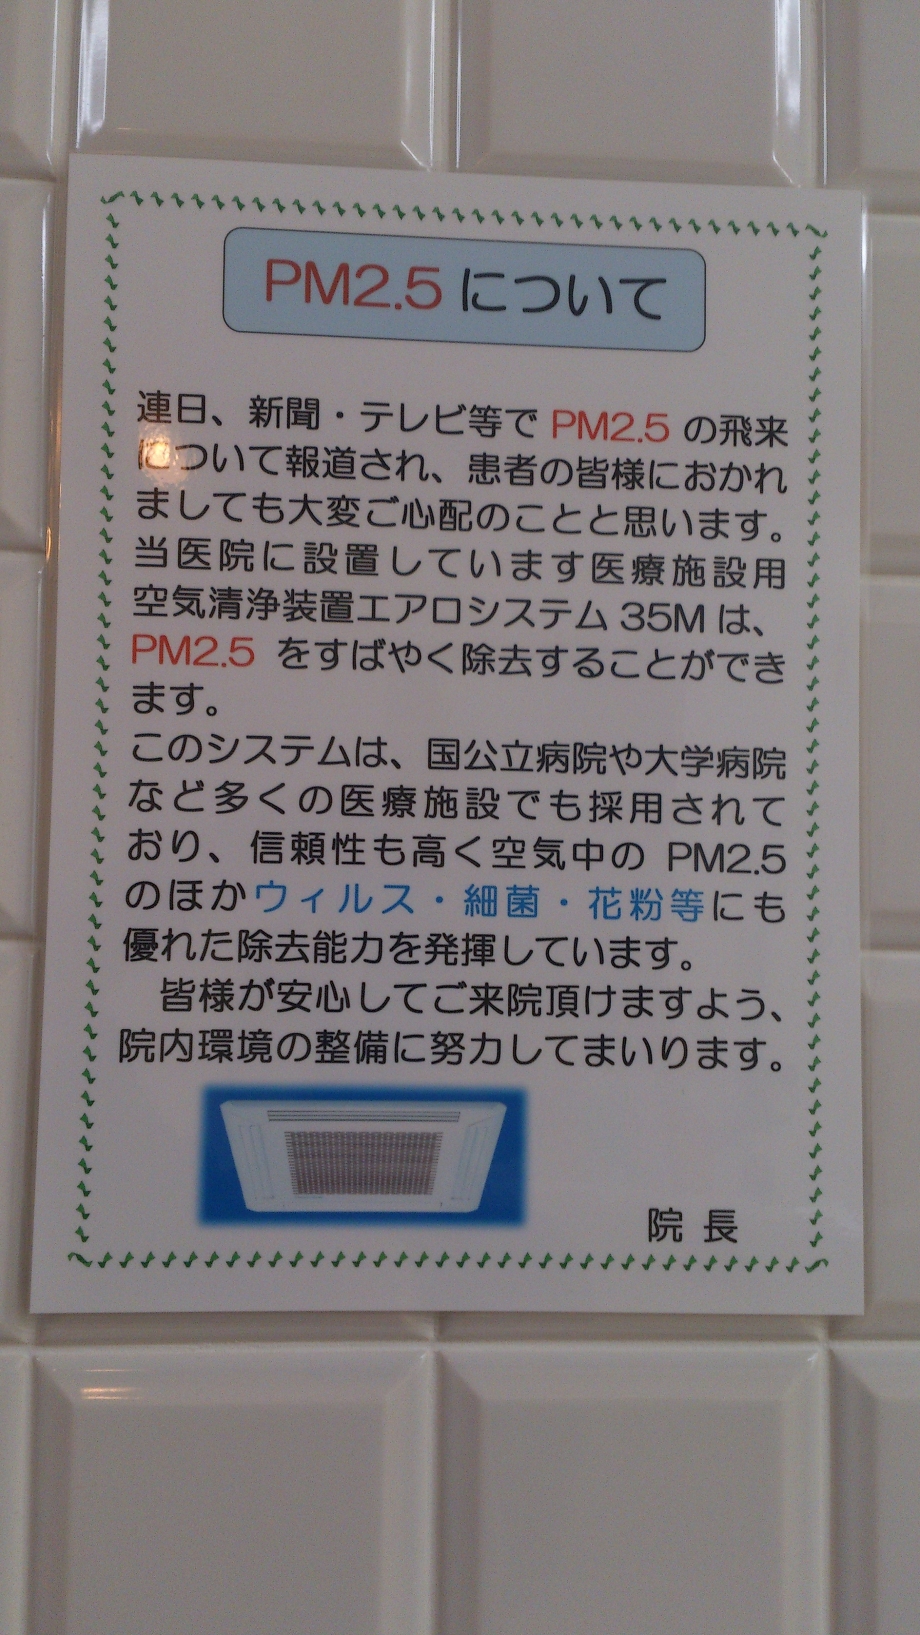 PM2.5 について
連日、新聞・テレビ等で PM2.5 の飛来
について報道され、患者の皆様におかれ
ましても大変ご心配のことと思います。
当医院に設置しています医療施設用
空気清浄装置エアロシステム 35M は、
PM2.5 をすばやく除去することができ
ます。
このシステムは、国公立病院や大学病院
など多くの医療施設でも採用されて
おり、信頼性も高く空気中の PM2.5
のほかウィルス・細菌・花粉等にも
優れた除去能力を発揮しています。
皆様が安心してご来院頂けますよう、
院内環境の整備に努力してまいります。
院 長